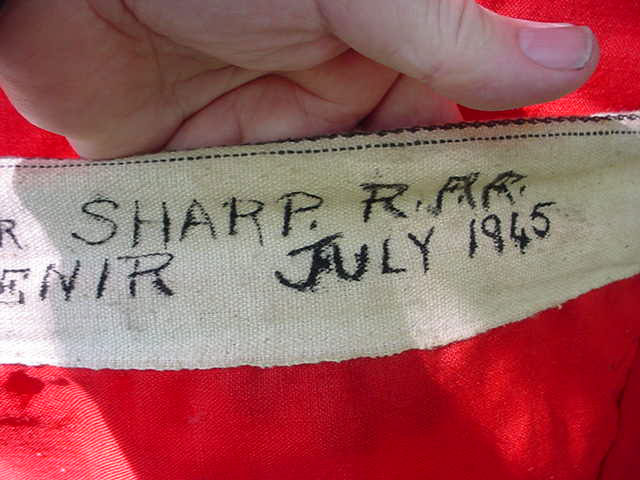 R SHARP. R.A.F.
ENIR JULY 1945